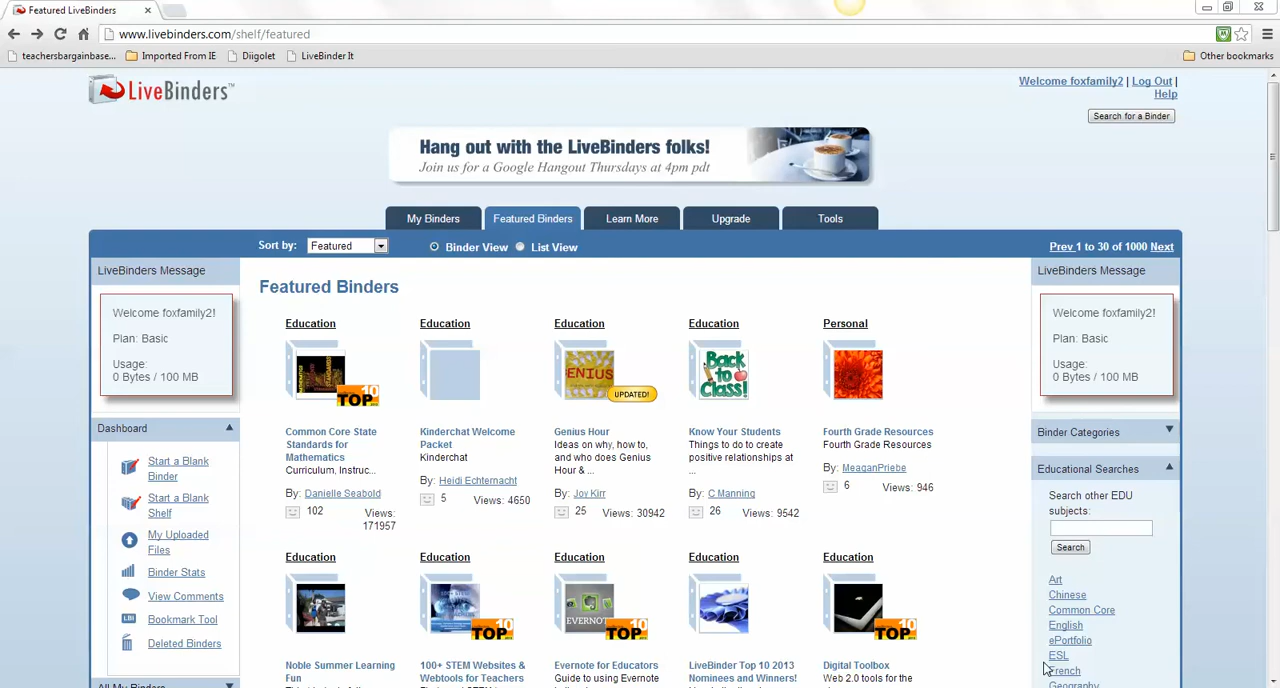 Featured LiveBinders
www.livebinders.com/shelf/featured
teachersbargainbase...
Imported From IE
Diigolet
LiveBinder It
Other bookmarks
LiveBinders™
Welcome foxfamily2 | Log Out |
Help
Search for a Binder
Hang out with the LiveBinders folks!
Join us for a Google Hangout Thursdays at 4pm pdt
My Binders
Featured Binders
Learn More
Upgrade
Tools
Sort by:
Featured
Binder View
List View
Prev 1 to 30 of 1000 Next
LiveBinders Message
Welcome foxfamily2!
Plan: Basic
Usage:
0 Bytes / 100 MB
Dashboard
Start a Blank
Binder
Start a Blank
Shelf
My Uploaded
Files
Binder Stats
View Comments
LBI
Bookmark Tool
Deleted Binders
All My Binders
Featured Binders
Education
TOP 10
Common Core State
Standards for
Mathematics
Curriculum, Instruc...
By: Danielle Seabold
102
Views:
171957
Education
Kinderchat Welcome
Packet
Kinderchat
By: Heidi Echternacht
5
Views: 4650
Education
GENIUS
UPDATED!
Genius Hour
Ideas on why, how to,
and who does Genius
Hour & ...
By: Joy Kirr
25
Views: 30942
Education
Back
to
Class!
Know Your Students
Things to do to create
positive relationships at
...
By: C Manning
26
Views: 9542
Personal
Fourth Grade Resources
Fourth Grade Resources
By: MeaganPriebe
6
Views: 946
Education
Noble Summer Learning
Fun
Education
TOP 10
100+ STEM Websites &
Webtools for Teachers
Education
EVERNOTE
TOP 10
Evernote for Educators
Guide to using Evernote
Education
LiveBinder Top 10 2013
Nominees and Winners!
Education
TOP 10
Digital Toolbox
Web 2.0 tools for the
LiveBinders Message
Welcome foxfamily2!
Plan: Basic
Usage:
0 Bytes / 100 MB
Binder Categories
Educational Searches
Search other EDU
subjects:
Search
Art
Chinese
Common Core
English
ePortfolio
ESL
French
Geography